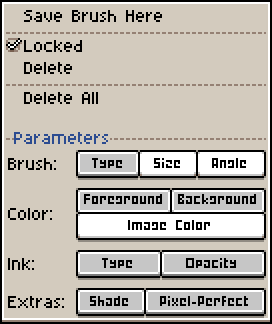 Save Brush Here
Locked
Delete
Delete All
Parameters
Brush: Type Size Angle
Color: Foreground Background
Image Color
Ink: Type Opacity
Extras: Shade Pixel-Perfect